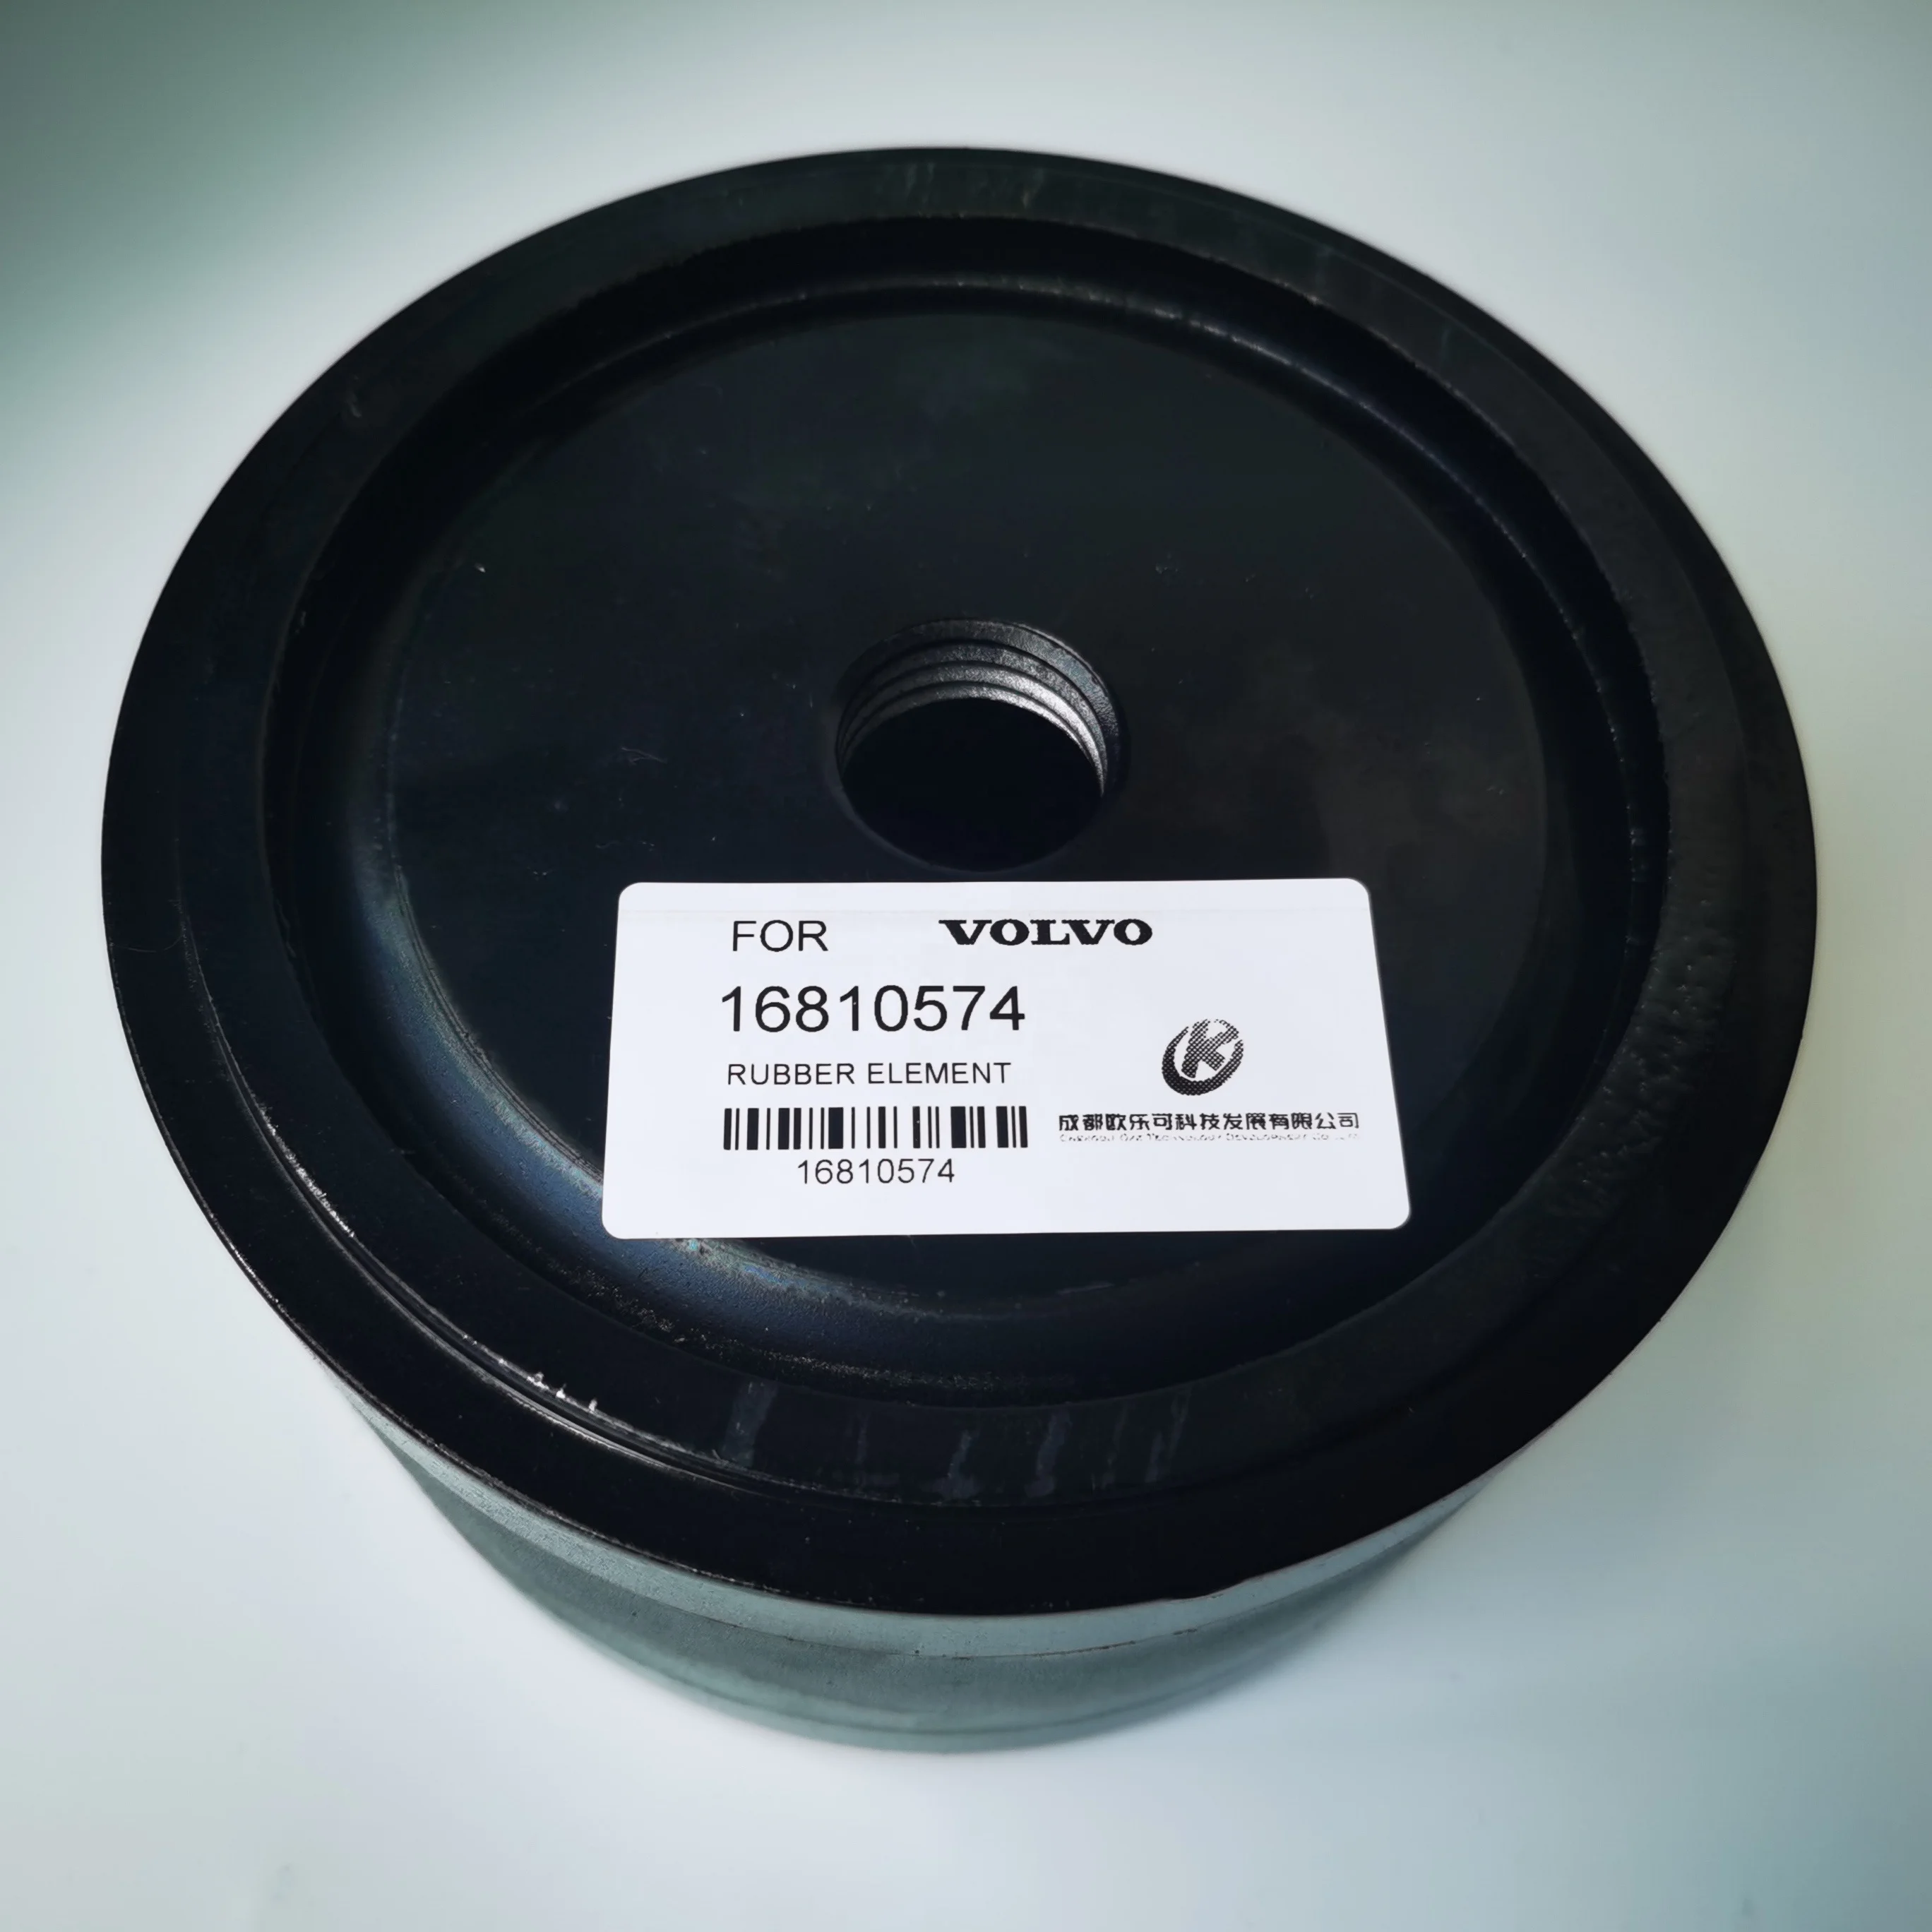 FOR VOLVO
16810574
RUBBER ELEMENT
16810574
K
成都欧乐可科技发展有限公司